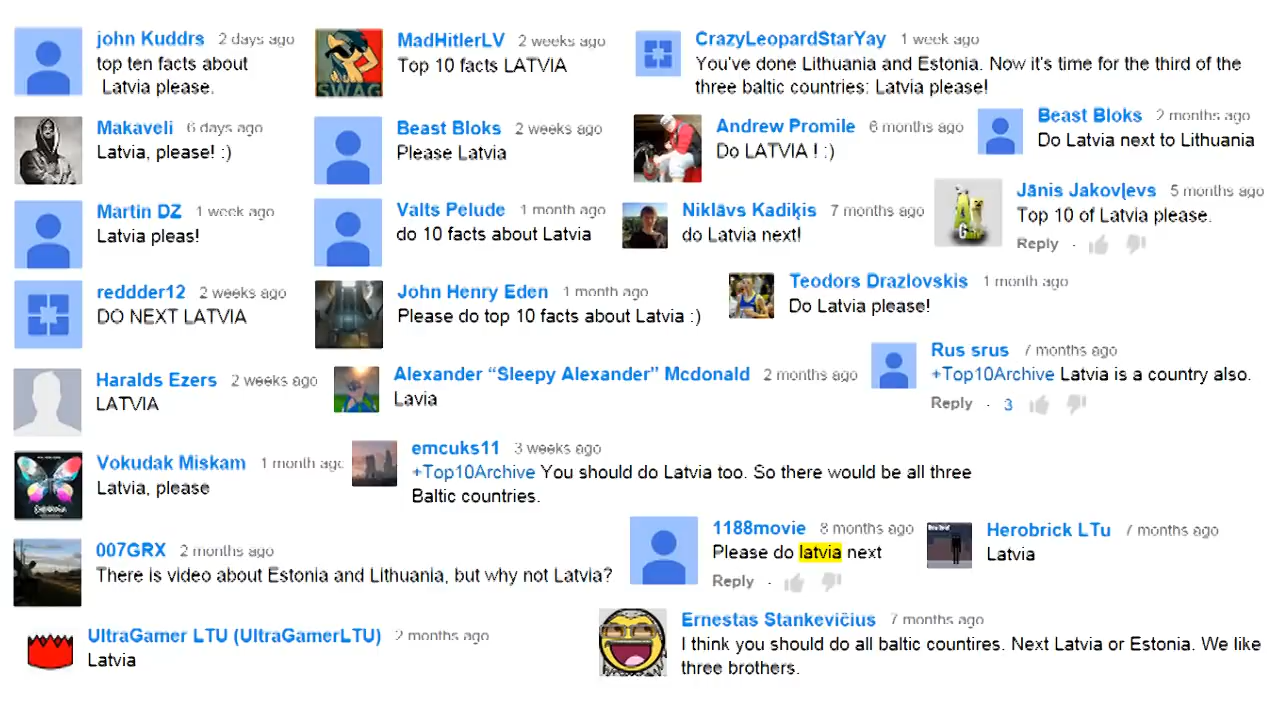 john Kuddrs 2 days ago
top ten facts about
Latvia please.
MadHitlerLV 2 weeks ago
Top 10 facts LATVIA
SWAG
CrazyLeopardStarYay 1 week ago
You've done Lithuania and Estonia. Now it's time for the third of the
three baltic countries: Latvia please!
Makaveli 6 days ago
Latvia, please! :)
Beast Bloks 2 weeks ago
Please Latvia
Andrew Promile 6 months ago
Do LATVIA ! :)
Beast Bloks 2 months ago
Do Latvia next to Lithuania
Martin DZ 1 week ago
Latvia pleas!
Valts Pelude 1 month ago
do 10 facts about Latvia
Niklāvs Kadiķis 7 months ago
do Latvia next!
Jānis Jakovļevs 5 months ago
Top 10 of Latvia please.
Reply ·
reddder12 2 weeks ago
DO NEXT LATVIA
John Henry Eden 1 month ago
Please do top 10 facts about Latvia :)
Teodors Drazlovskis 1 month ago
Do Latvia please!
Haralds Ezers 2 weeks ago
LATVIA
Alexander “Sleepy Alexander” Mcdonald 2 months ago
Lavia
Rus srus 7 months ago
+Top10Archive Latvia is a country also.
Reply · 3
Vokudak Miskam 1 month ago
Latvia, please
emcuks11 3 weeks ago
+Top10Archive You should do Latvia too. So there would be all three
Baltic countries.
007GRX 2 months ago
There is video about Estonia and Lithuania, but why not Latvia?
1188movie 8 months ago
Please do latvia next
Reply ·
Herobrick LTu 7 months ago
Latvia
UltraGamer LTU (UltraGamerLTU) 2 months ago
Latvia
Ernestas Stankevičius 7 months ago
I think you should do all baltic countires. Next Latvia or Estonia. We like
three brothers.